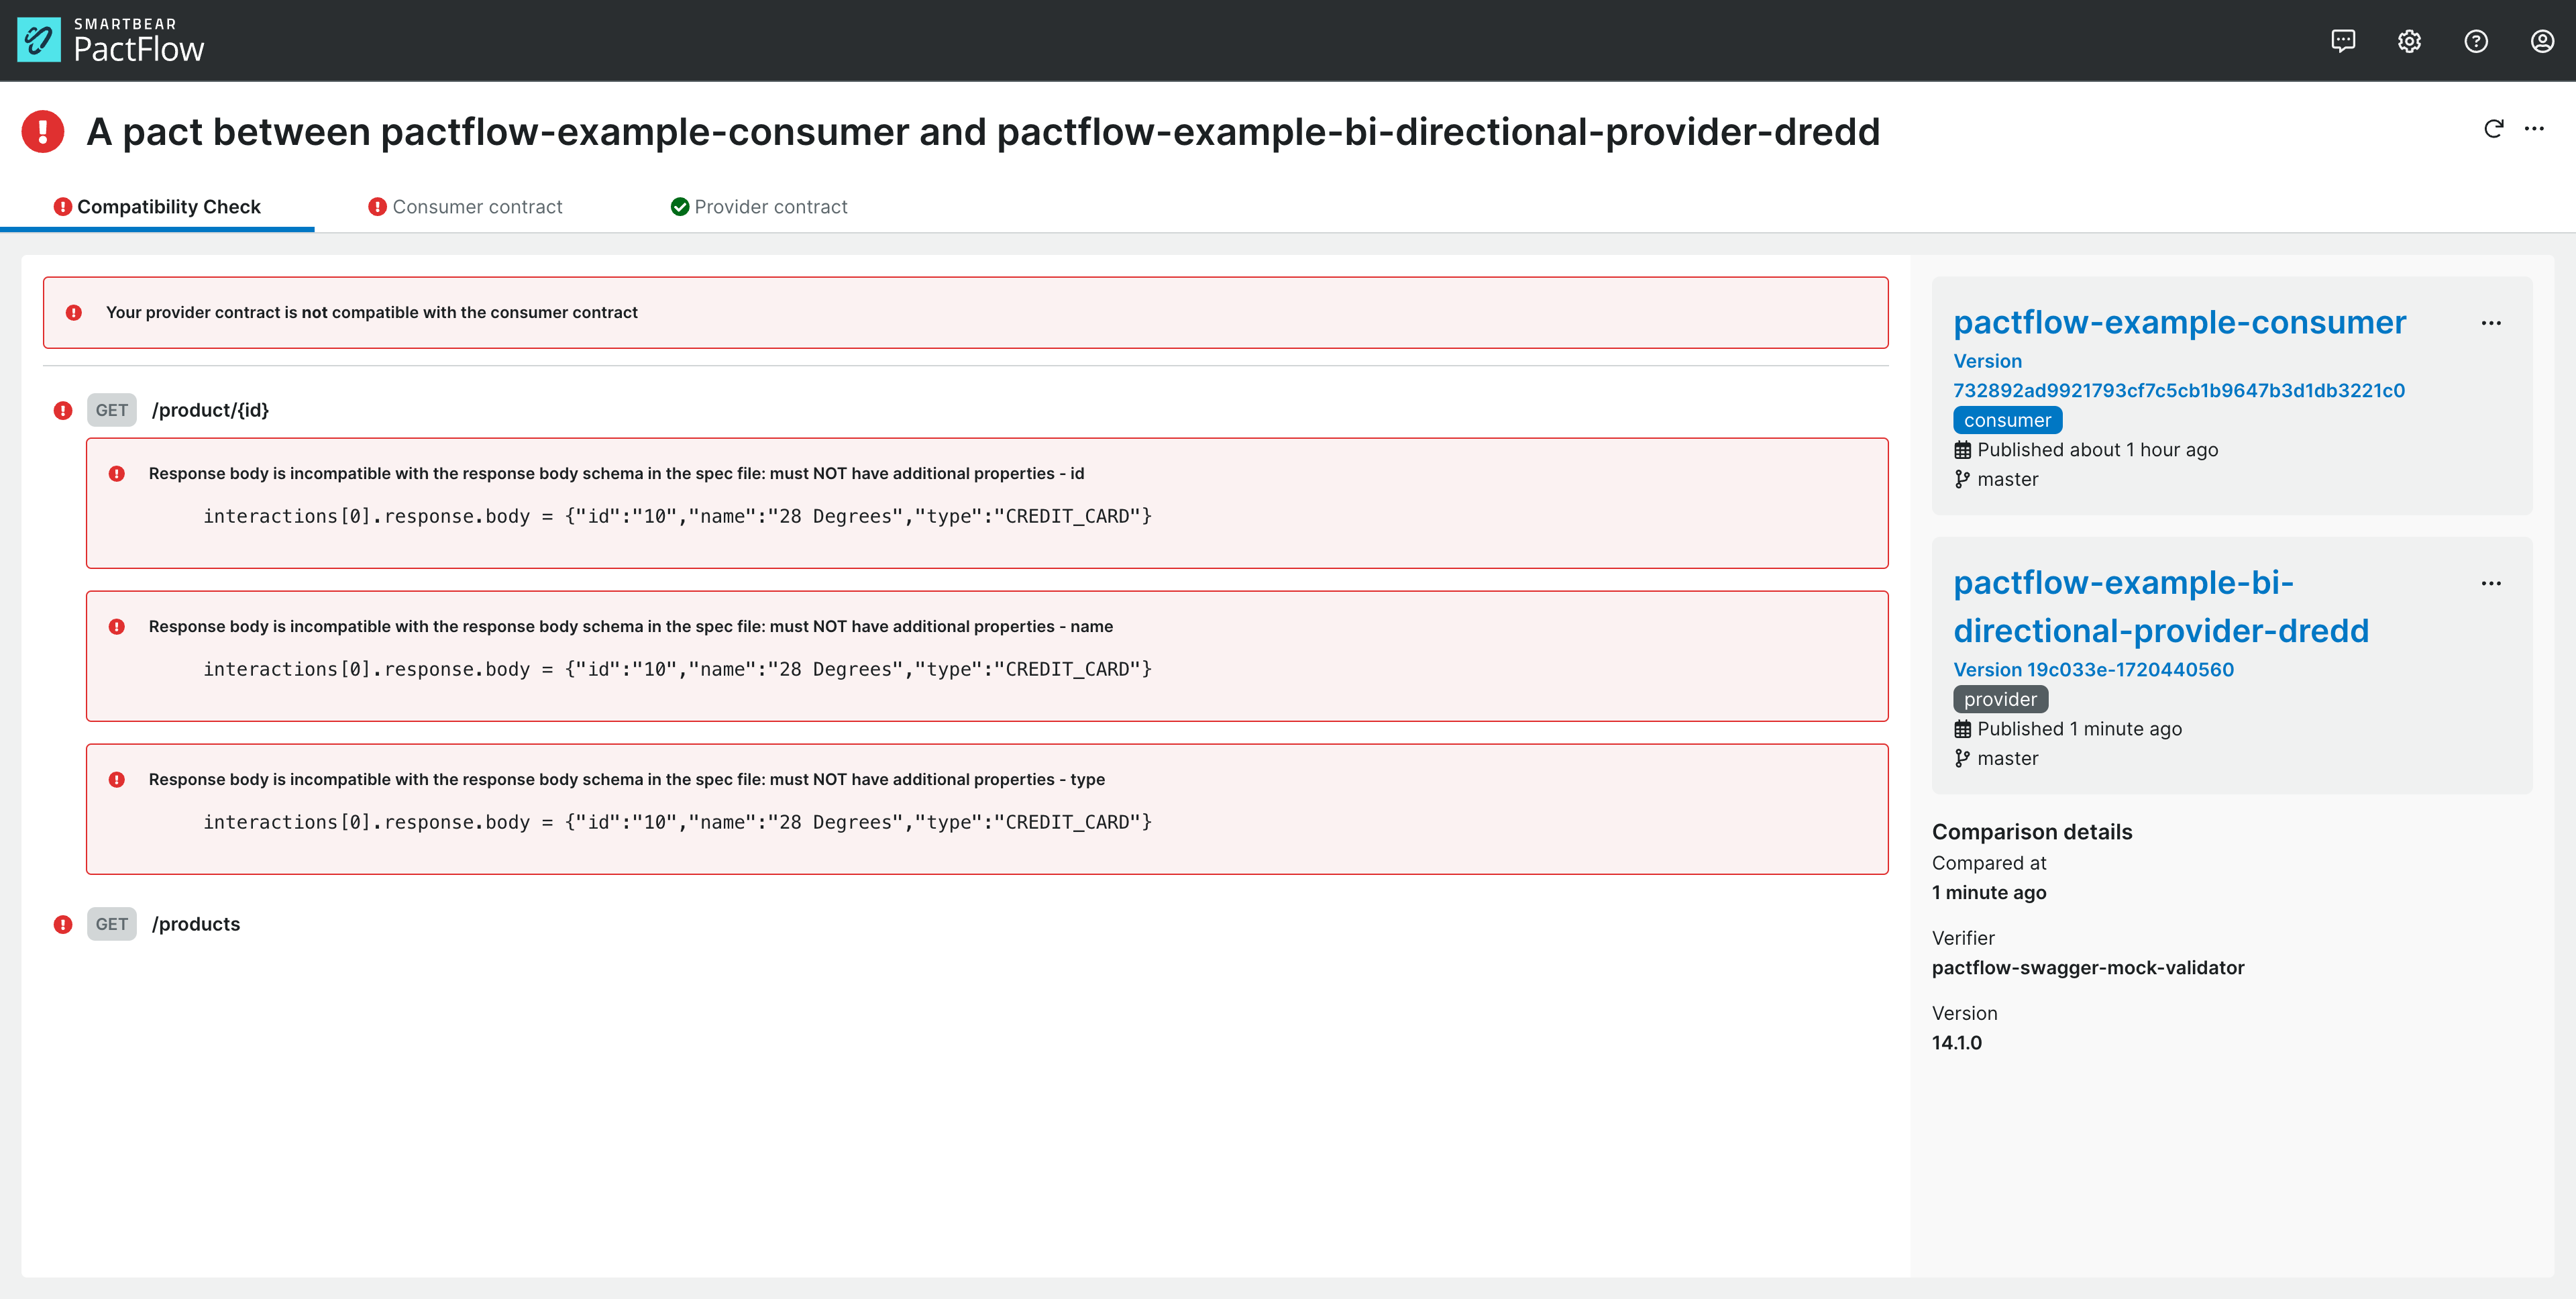 SMARTBEAR
PactFlow
A pact between pactflow-example-consumer and pactflow-example-bi-directional-provider-dredd
Compatibility Check
Consumer contract
Provider contract
Your provider contract is not compatible with the consumer contract
GET /product/{id}
Response body is incompatible with the response body schema in the spec file: must NOT have additional properties - id
interactions[0].response.body = {"id":"10","name":"28 Degrees","type":"CREDIT_CARD"}
Response body is incompatible with the response body schema in the spec file: must NOT have additional properties - name
interactions[0].response.body = {"id":"10","name":"28 Degrees","type":"CREDIT_CARD"}
Response body is incompatible with the response body schema in the spec file: must NOT have additional properties - type
interactions[0].response.body = {"id":"10","name":"28 Degrees","type":"CREDIT_CARD"}
GET /products
pactflow-example-consumer
Version
732892ad9921793cf7c5cb1b9647b3d1db3221c0
consumer
Published about 1 hour ago
master
pactflow-example-bi-
directional-provider-dredd
Version 19c033e-1720440560
provider
Published 1 minute ago
master
Comparison details
Compared at
1 minute ago
Verifier
pactflow-swagger-mock-validator
Version
14.1.0